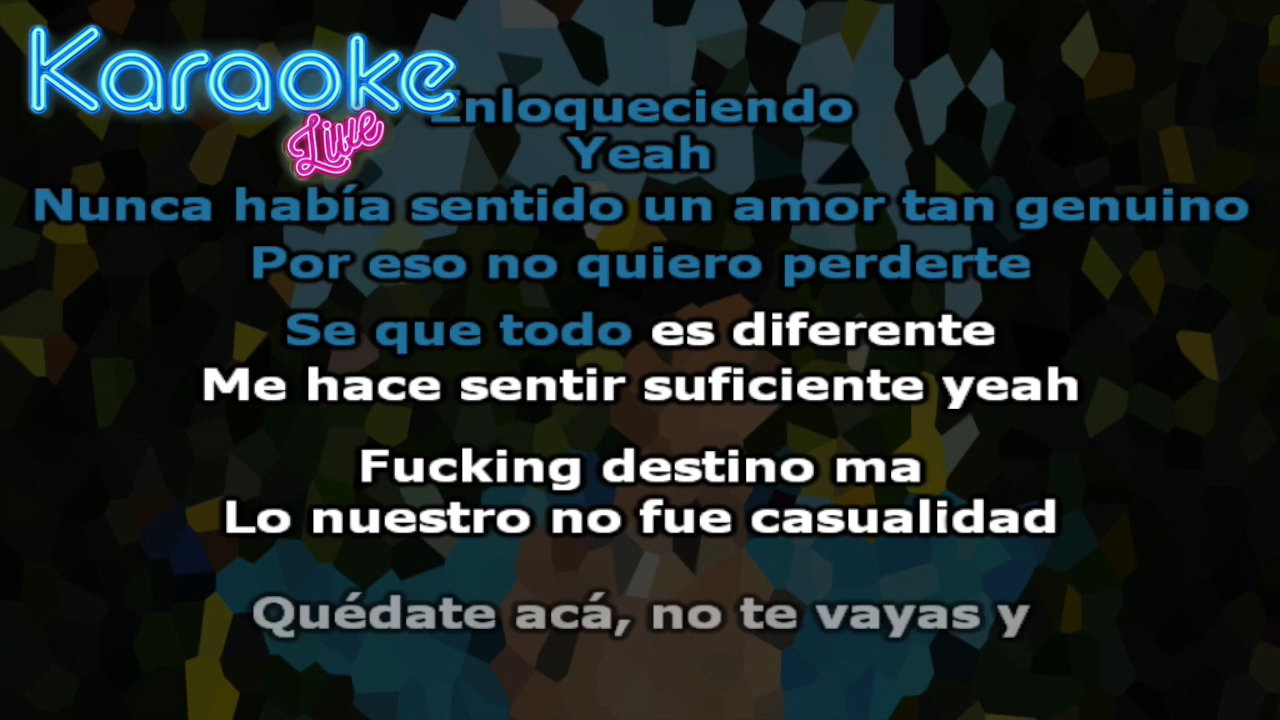 Karaoke
Live
Enloqueciendo
Yeah
Nunca había sentido un amor tan genuino
Por eso no quiero perderte
Se que todo es diferente
Me hace sentir suficiente yeah
Fucking destino ma
Lo nuestro no fue casualidad
Quédate acá, no te vayas y